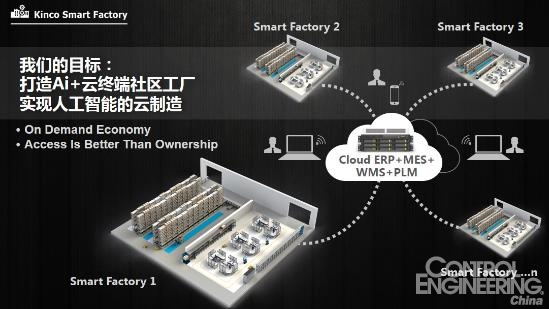 Kinco Smart Factory
Smart Factory 2
Smart Factory 3
我们的目标：
打造Ai+云终端社区工厂
实现人工智能的云制造
• On Demand Economy
• Access Is Better Than Ownership
Cloud ERP+MES+
WMS+PLM
Smart Factory 1
Smart Factory ...n
CONTROL
ENGINEERING
China